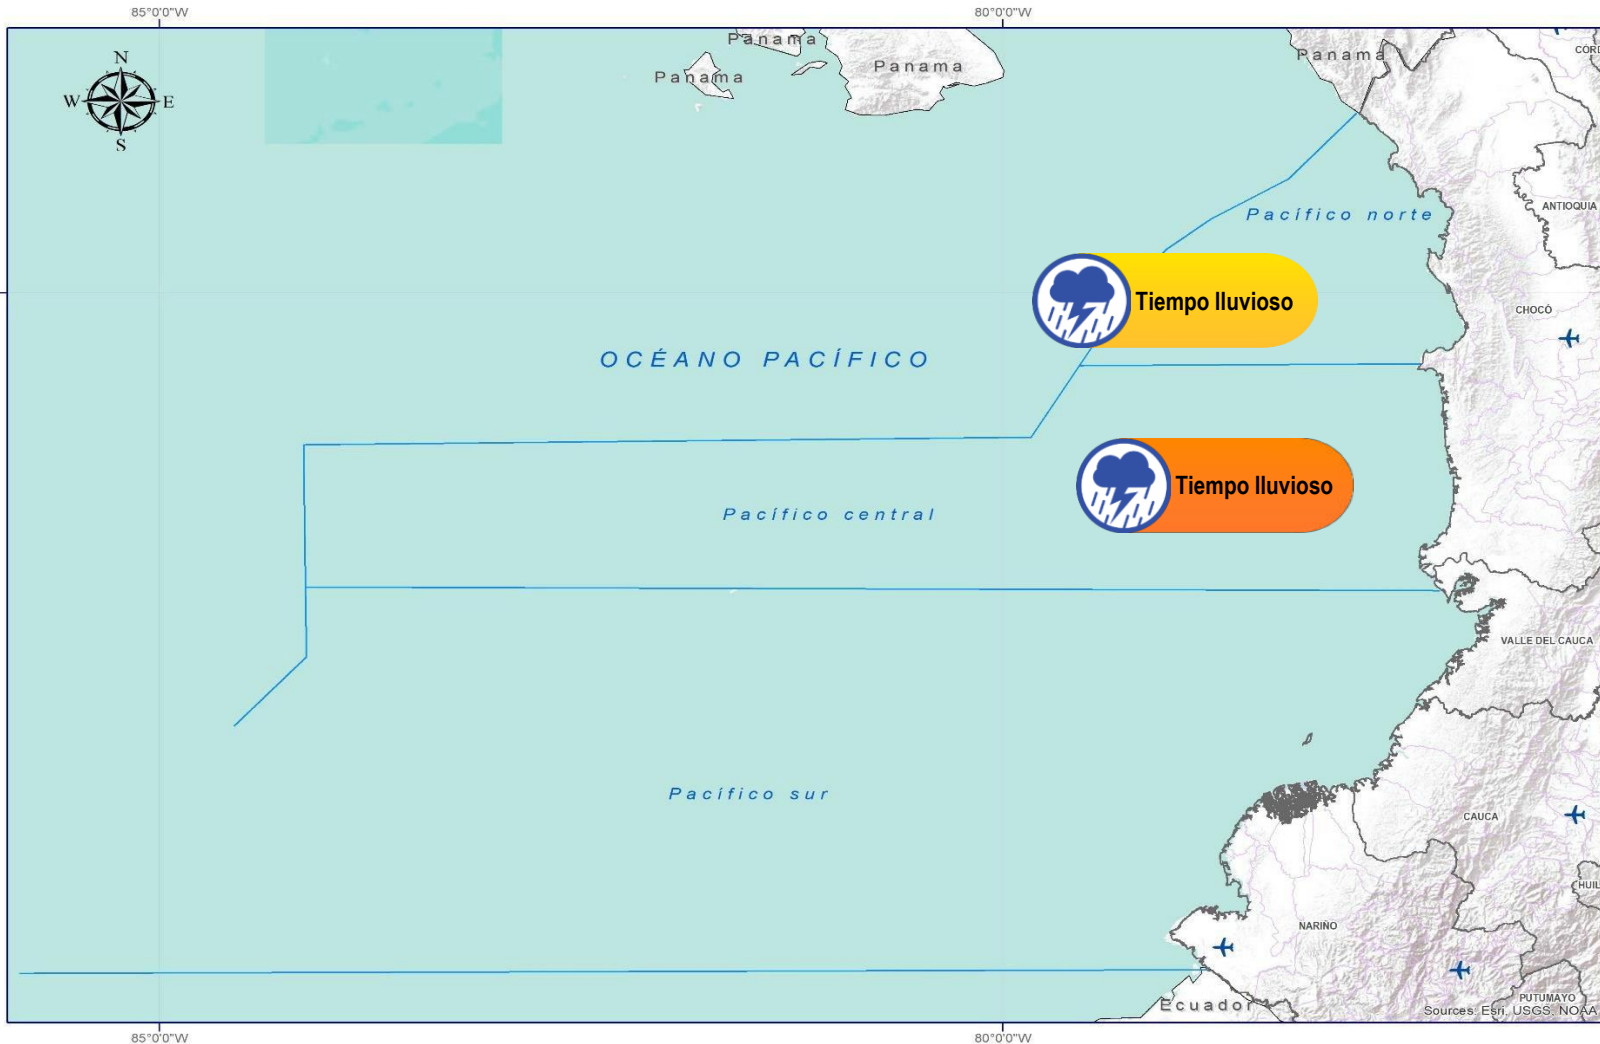 85°0'0"W
80°0'0"W
Panama
Panama
Panama
Panama
N
W
E
S
ANTIOQUIA
Pacífico norte
Tiempo lluvioso
CHOCÓ
OCÉANO PACÍFICO
Tiempo lluvioso
Pacífico central
VALLE DEL CAUCA
Pacífico sur
CAUCA
HUIL
NARIÑO
PUTUMAYO
Ecuador
Sources: Esri, USGS, NOAA
85°0'0"W
80°0'0"W